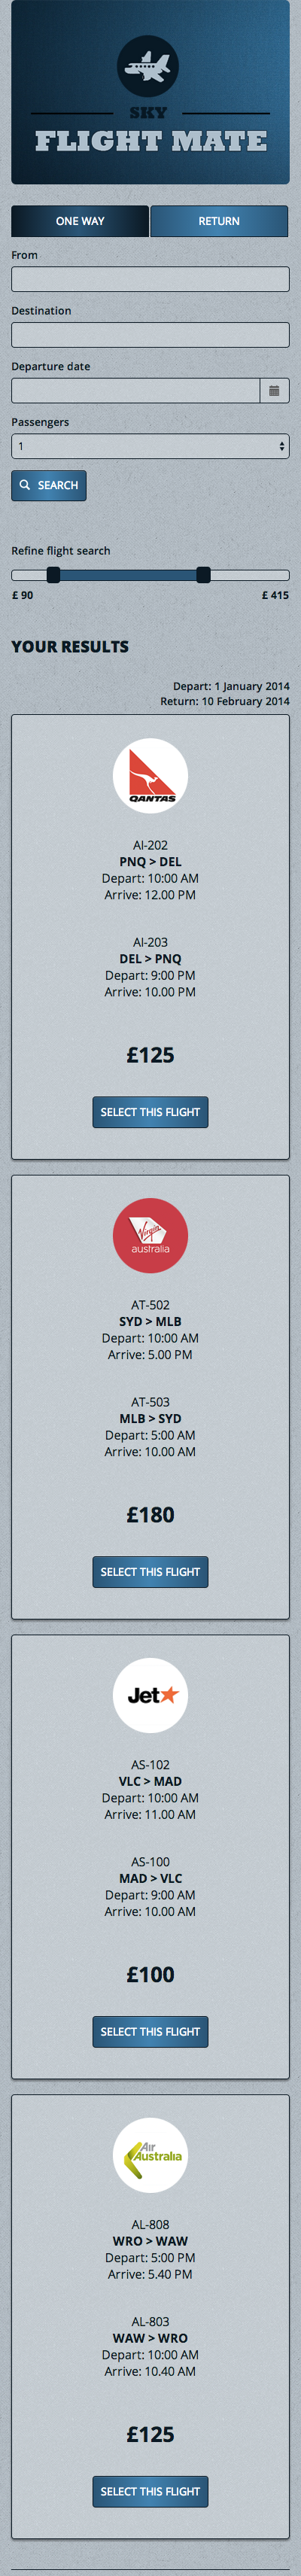 SKY
FLIGHT MATE
ONE WAY
RETURN
From
Destination
Departure date
Passengers
1
SEARCH
Refine flight search
£ 90
£ 415
YOUR RESULTS
Depart: 1 January 2014
Return: 10 February 2014
QANTAS
AI-202
PNQ > DEL
Depart: 10:00 AM
Arrive: 12.00 PM
AI-203
DEL > PNQ
Depart: 9:00 PM
Arrive: 10.00 PM
£125
SELECT THIS FLIGHT
Virgin
australia
AT-502
SYD > MLB
Depart: 10:00 AM
Arrive: 5.00 PM
AT-503
MLB > SYD
Depart: 5:00 AM
Arrive: 10.00 AM
£180
SELECT THIS FLIGHT
Jet
AS-102
VLC > MAD
Depart: 10:00 AM
Arrive: 11.00 AM
AS-100
MAD > VLC
Depart: 9:00 AM
Arrive: 10.00 AM
£100
SELECT THIS FLIGHT
Air
Australia
AL-808
WRO > WAW
Depart: 5:00 PM
Arrive: 5.40 PM
AL-803
WAW > WRO
Depart: 10:00 AM
Arrive: 10.40 AM
£125
SELECT THIS FLIGHT